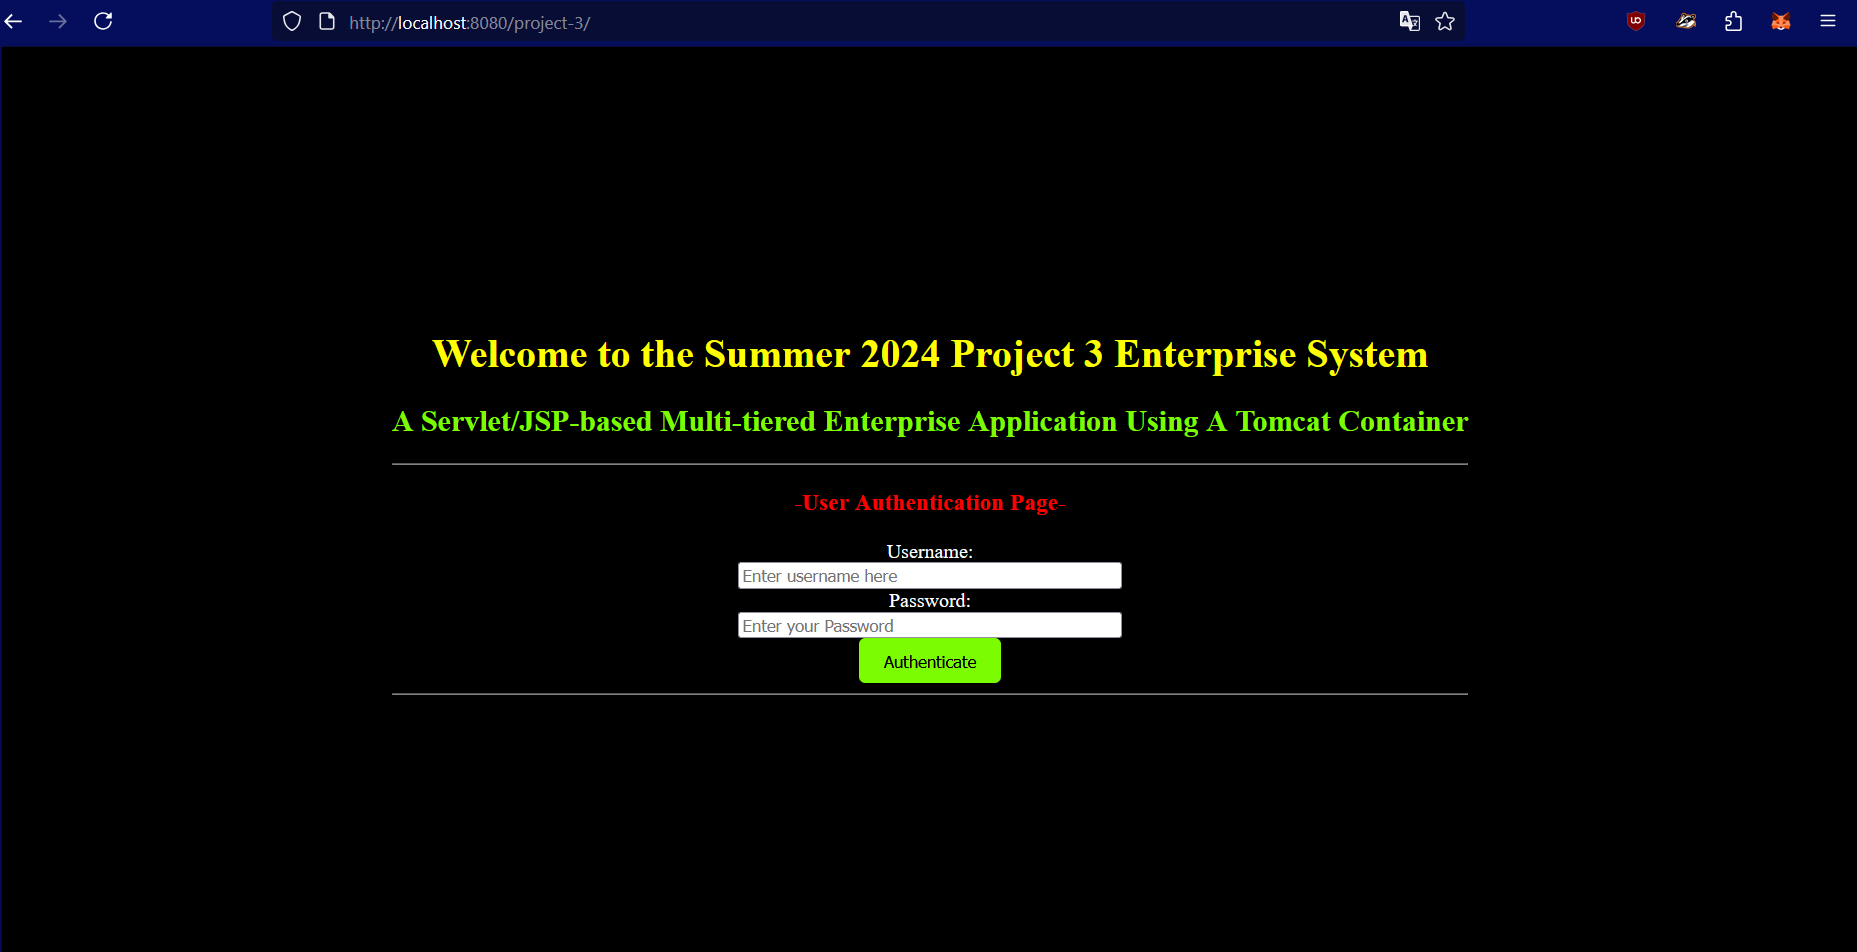 http://localhost:8080/project-3/
Welcome to the Summer 2024 Project 3 Enterprise System
A Servlet/JSP-based Multi-tiered Enterprise Application Using A Tomcat Container
-User Authentication Page-
Username:
Enter username here
Password:
Enter your Password
Authenticate